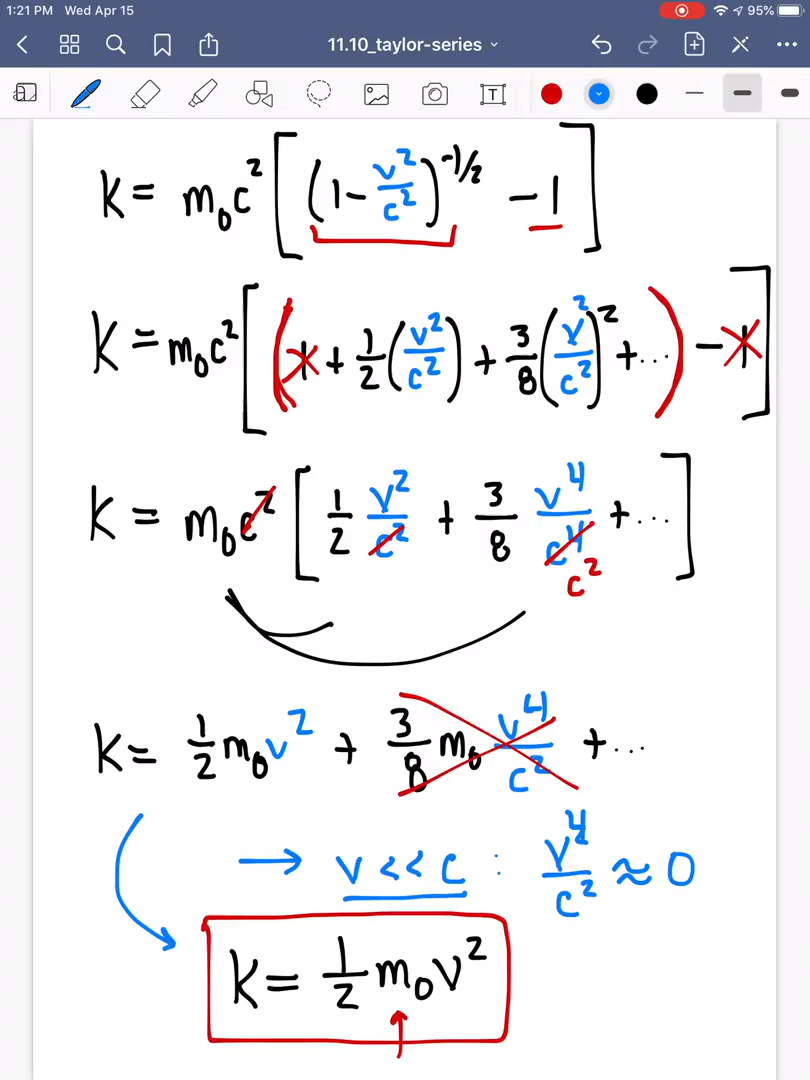 1:21 PM Wed Apr 15 95%
11.10_taylor-series
T
K = m₀c² [ (1 - v²/c²)^-1/2 - 1 ]
K = m₀c² [ (1 + 1/2 (v²/c²) + 3/8 (v²/c²)² + ...) - 1 ]
K = m₀c² [ 1/2 v²/c² + 3/8 v⁴/c⁴ + ... ]
c²
K = 1/2 m₀v² + 3/8 m₀ v⁴/c² + ...
→ v << c : v⁴/c² ≈ 0
K = 1/2 m₀v²